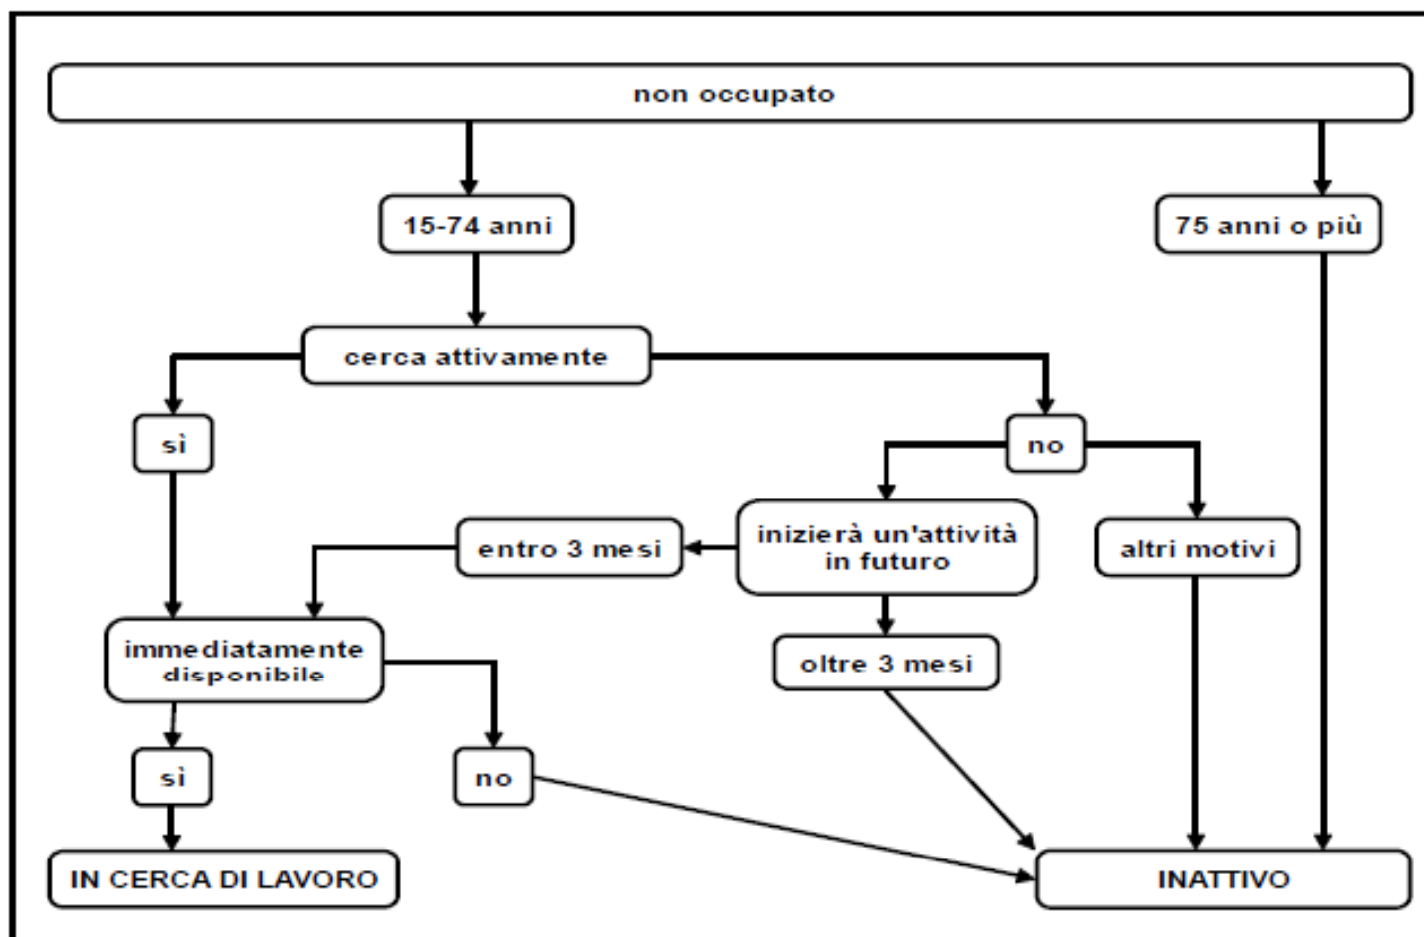 non occupato
15-74 anni
75 anni o più
cerca attivamente
sì
no
entro 3 mesi
inizierà un'attività
in futuro
altri motivi
immediatamente
disponibile
oltre 3 mesi
sì
no
IN CERCA DI LAVORO
INATTIVO